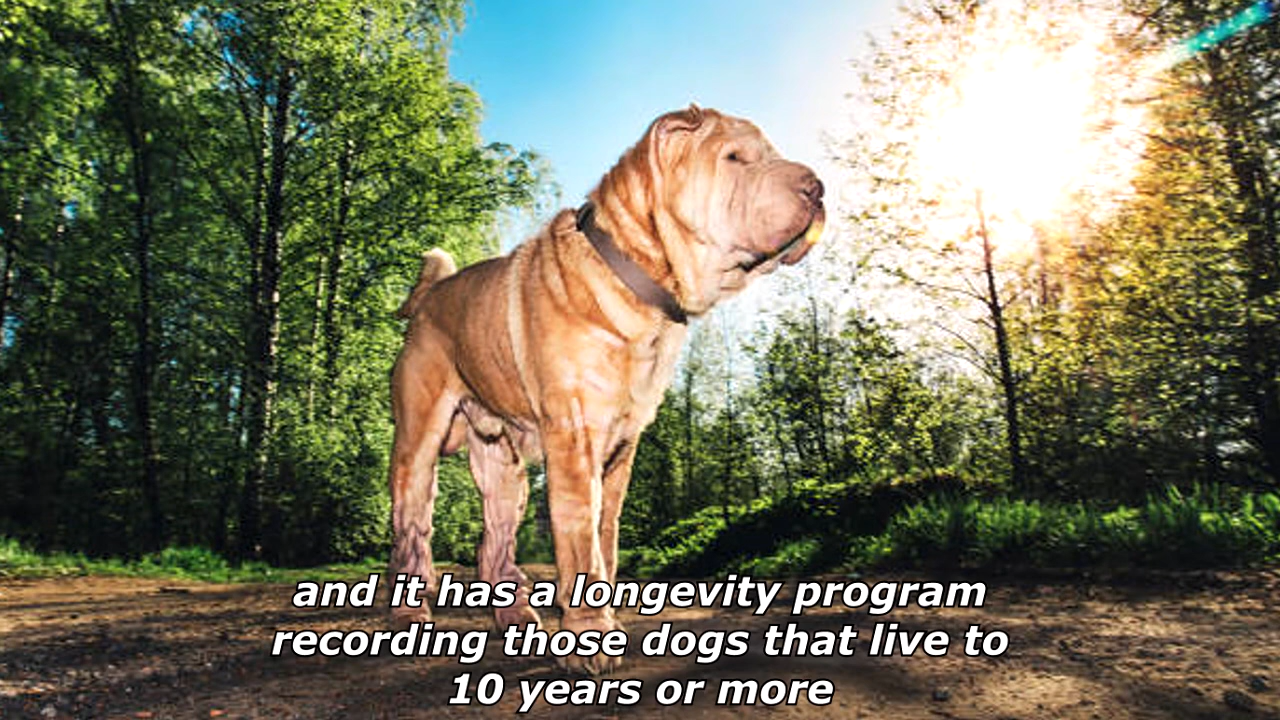 and it has a longevity program
recording those dogs that live to
10 years or more